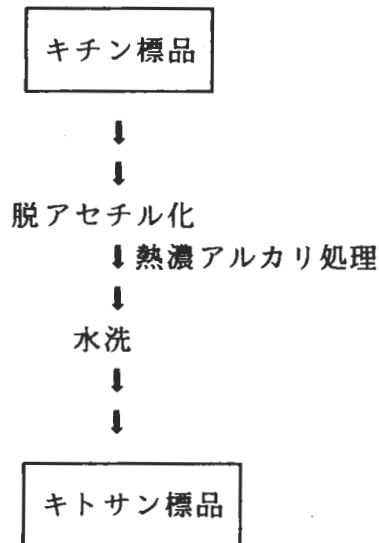 キチン標品
脱アセチル化
熱濃アルカリ処理
水洗
キトサン標品